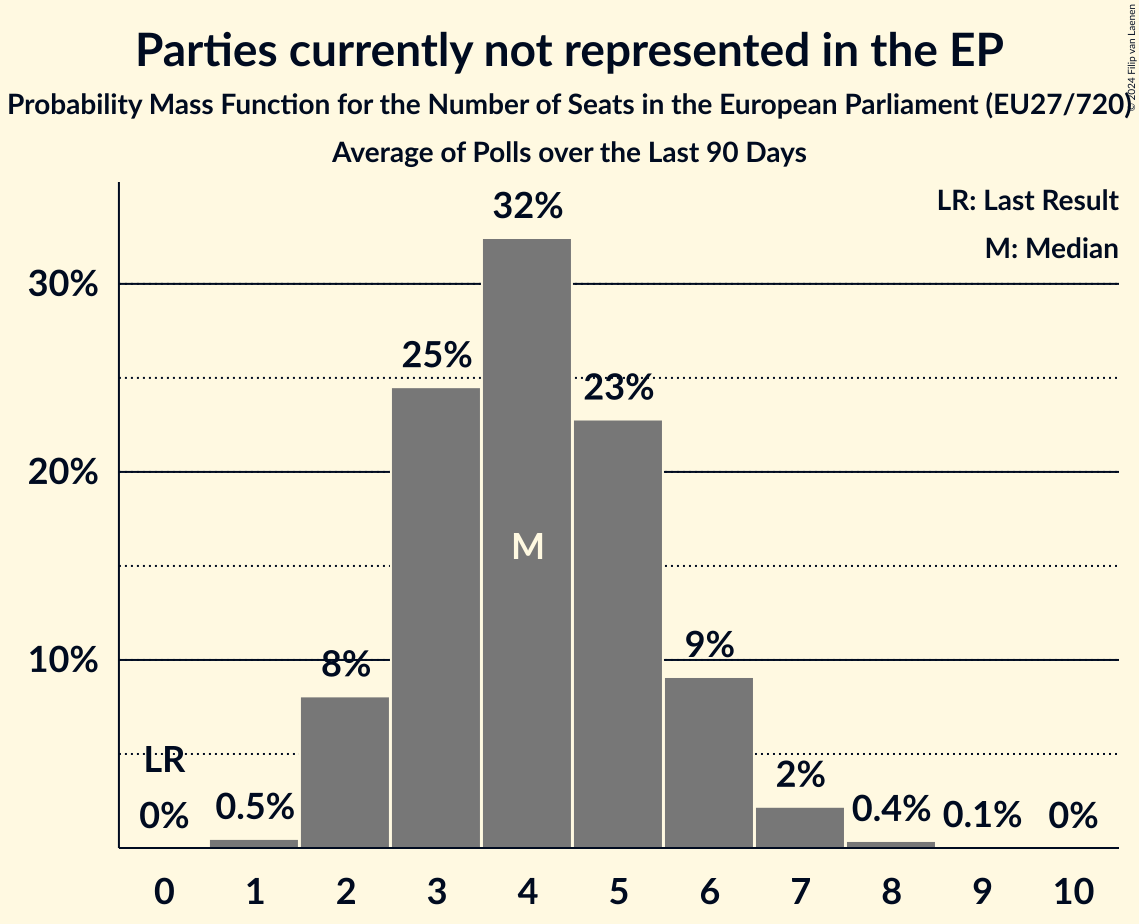 Parties currently not represented in the EP
Probability Mass Function for the Number of Seats in the European Parliament (EU27/720)
Average of Polls over the Last 90 Days
© 2024 Filip van Laenen
LR: Last Result
M: Median
30%
20%
10%
LR
0%
0.5%
8%
25%
32%
M
23%
9%
2%
0.4%
0.1%
0%
0 1 2 3 4 5 6 7 8 9 10